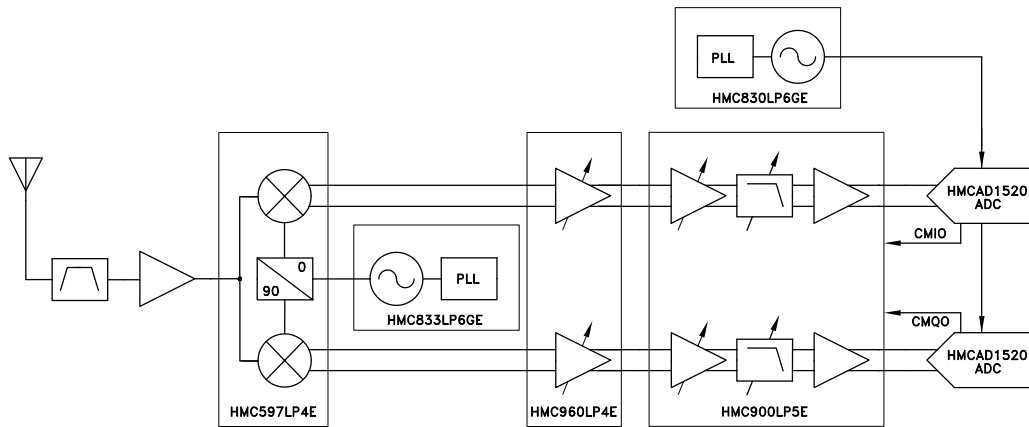 PLL
HMC830LP6GE
HMCAD1520
ADC
CMIO
0
90
PLL
HMC833LP6GE
CMQO
HMCAD1520
ADC
HMC597LP4E
HMC960LP4E
HMC900LP5E